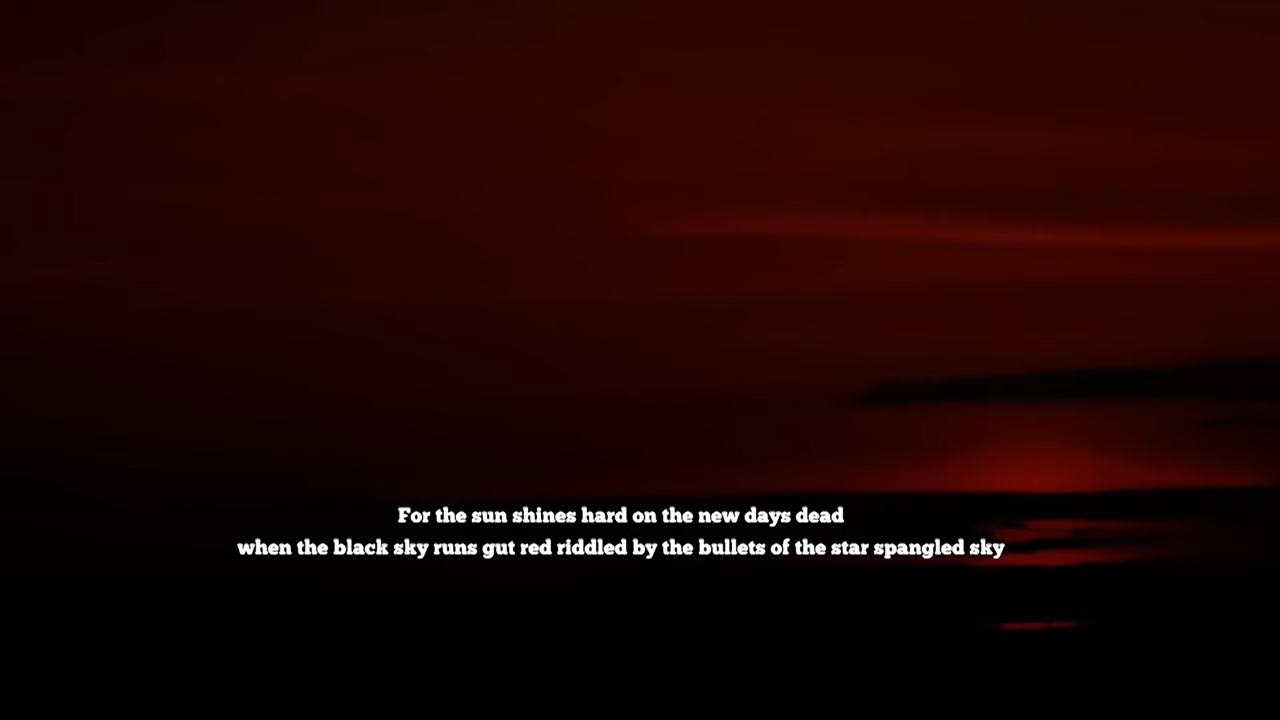 For the sun shines hard on the new days dead
when the black sky runs gut red riddled by the bullets of the star spangled sky